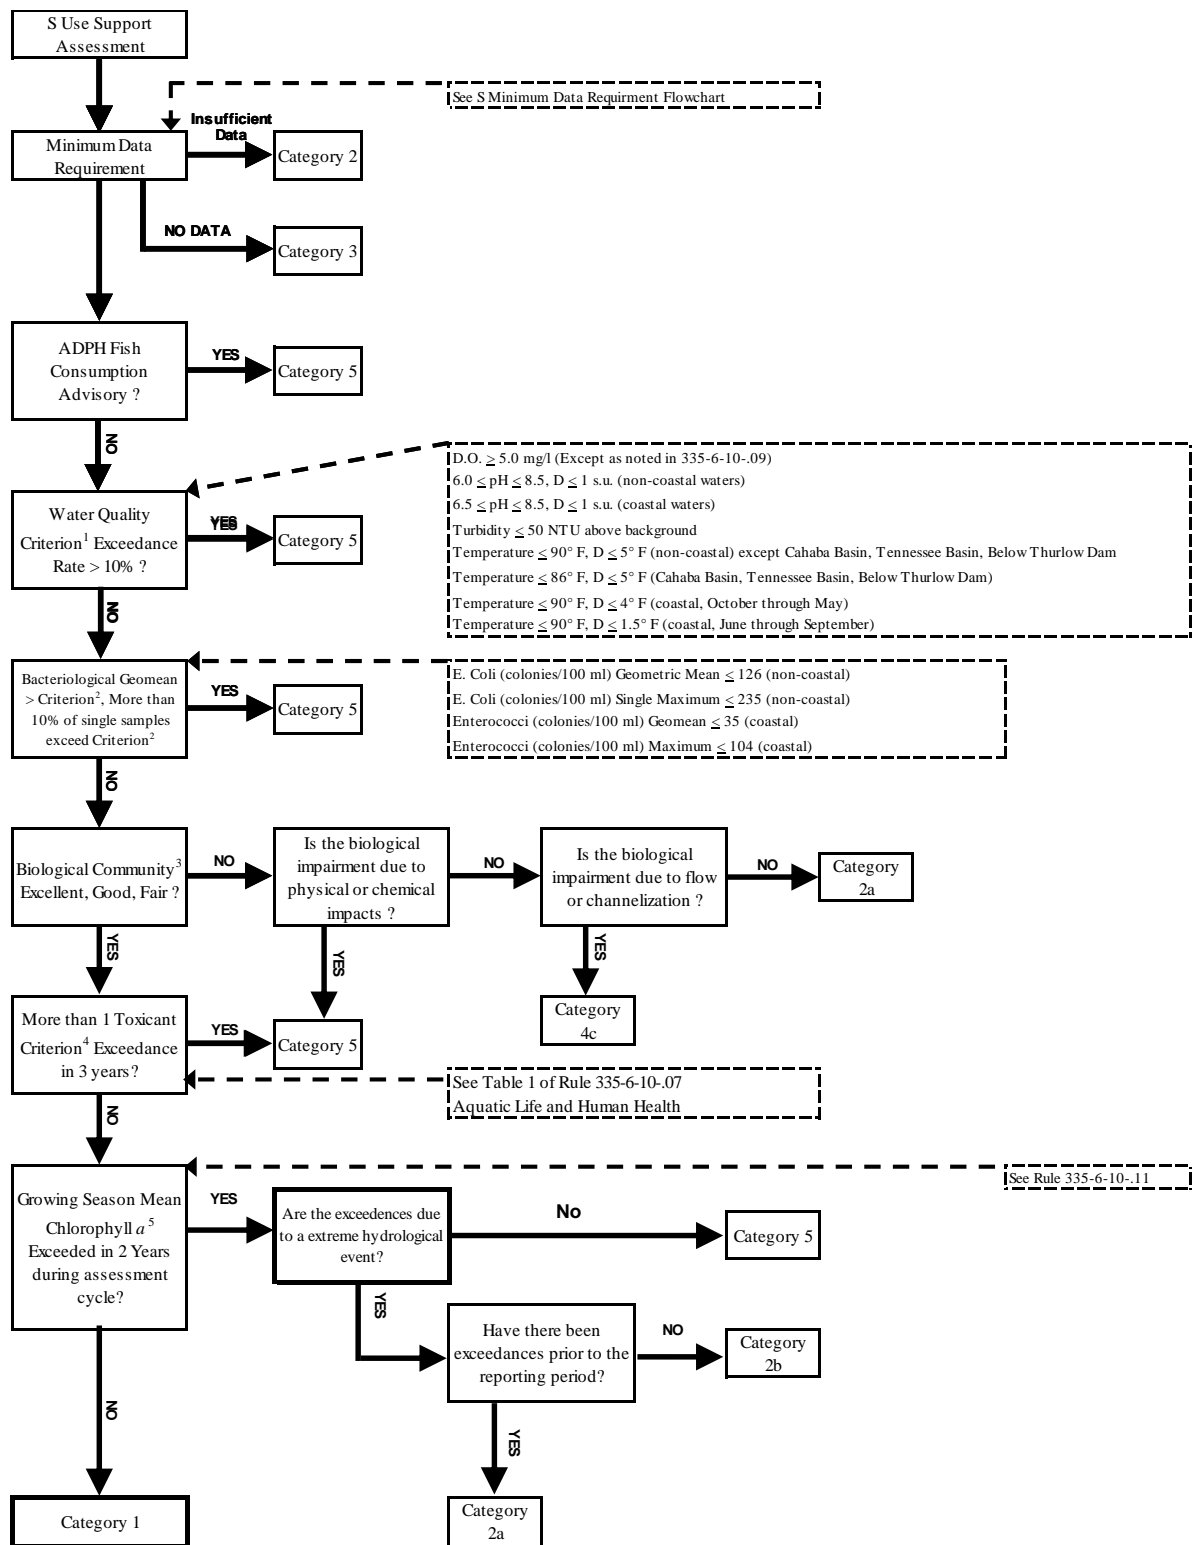 S Use Support
Assessment
See S Minimum Data Requirment Flowchart
Insufficient
Data
Minimum Data
Requirement
Category 2
NO DATA
Category 3
ADPH Fish
Consumption
Advisory ?
YES
Category 5
NO
D.O. ≥ 5.0 mg/l (Except as noted in 335-6-10-.09)
6.0 ≤ pH ≤ 8.5, D ≤ 1 s.u. (non-coastal waters)
6.5 ≤ pH ≤ 8.5, D ≤ 1 s.u. (coastal waters)
Turbidity ≤ 50 NTU above background
Temperature ≤ 90° F, D ≤ 5° F (non-coastal) except Cahaba Basin, Tennessee Basin, Below Thurlow Dam
Temperature ≤ 86° F, D ≤ 5° F (Cahaba Basin, Tennessee Basin, Below Thurlow Dam)
Temperature ≤ 90° F, D ≤ 4° F (coastal, October through May)
Temperature ≤ 90° F, D ≤ 1.5° F (coastal, June through September)
Water Quality
Criterion¹ Exceedance
Rate > 10% ?
YES
Category 5
NO
Bacteriological Geomean
> Criterion², More than
10% of single samples
exceed Criterion²
YES
Category 5
E. Coli (colonies/100 ml) Geometric Mean ≤ 126 (non-coastal)
E. Coli (colonies/100 ml) Single Maximum ≤ 235 (non-coastal)
Enterococci (colonies/100 ml) Geomean ≤ 35 (coastal)
Enterococci (colonies/100 ml) Maximum ≤ 104 (coastal)
NO
Biological Community³
Excellent, Good, Fair ?
NO
Is the biological
impairment due to
physical or chemical
impacts ?
NO
Is the biological
impairment due to flow
or channelization ?
NO
Category
2a
YES
YES
YES
Category
4c
More than 1 Toxicant
Criterion⁴ Exceedance
in 3 years?
YES
Category 5
See Table 1 of Rule 335-6-10-.07
Aquatic Life and Human Health
NO
See Rule 335-6-10-.11
Growing Season Mean
Chlorophyll a ⁵
Exceeded in 2 Years
during assessment
cycle?
YES
Are the exceedences due
to a extreme hydrological
event?
No
Category 5
YES
Have there been
exceedances prior to the
reporting period?
NO
Category
2b
NO
YES
Category 1
Category
2a